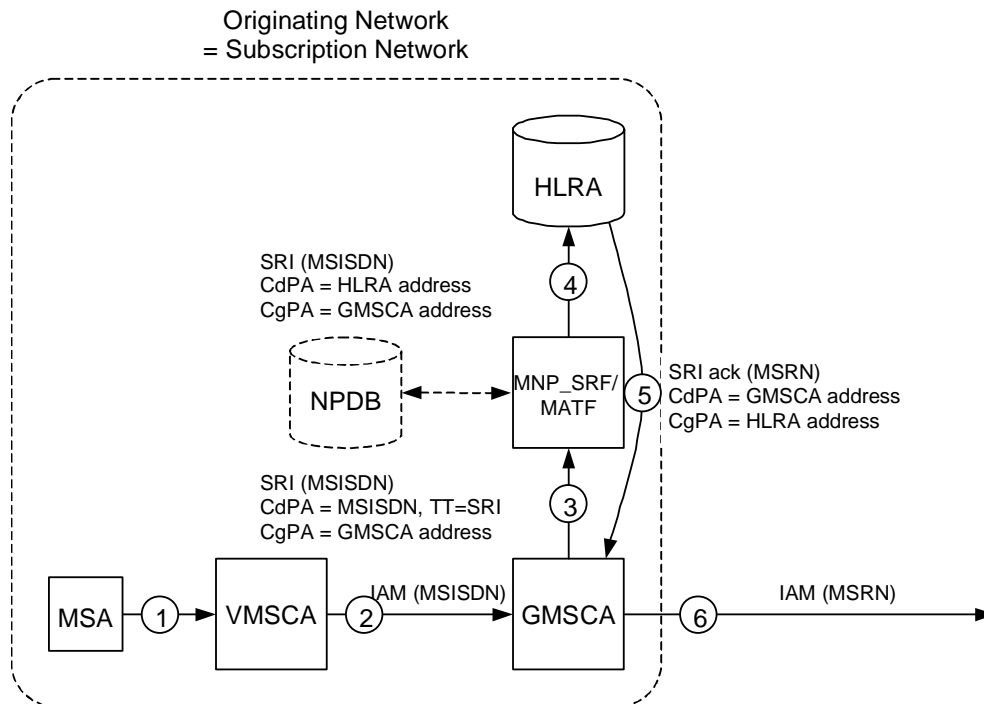 Originating Network
= Subscription Network
HLRA
SRI (MSISDN)
CdPA = HLRA address
CgPA = GMSCA address
4
NPDB
MNP_SRF/
MATF
5
SRI ack (MSRN)
CdPA = GMSCA address
CgPA = HLRA address
SRI (MSISDN)
CdPA = MSISDN, TT=SRI
CgPA = GMSCA address
3
MSA
1
VMSCA
2
IAM (MSISDN)
GMSCA
6
IAM (MSRN)